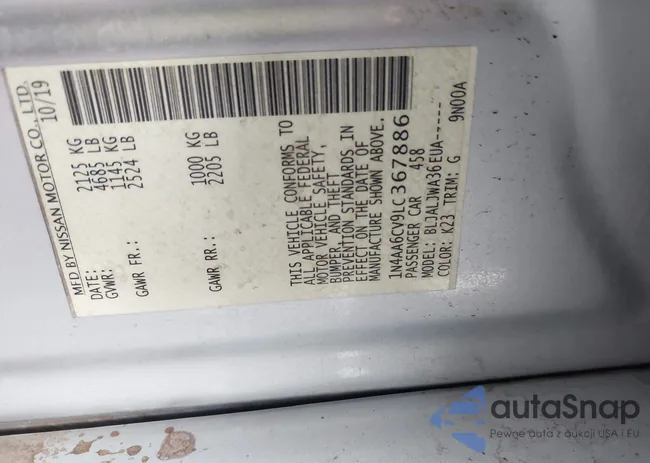 MFD BY NISSAN MOTOR CO., LTD.
DATE: 10/19
GVWR: 2125 KG
4685 LB
GAWR FR.: 1145 KG
2524 LB
GAWR RR.: 1000 KG
2205 LB
THIS VEHICLE CONFORMS TO
ALL APPLICABLE FEDERAL
MOTOR VEHICLE SAFETY,
BUMPER, AND THEFT
PREVENTION STANDARDS IN
EFFECT ON THE DATE OF
MANUFACTURE SHOWN ABOVE.
1N4AA6CV9LC367886
PASSENGER CAR 458
MODEL: BLJALJWA36EUA-----
COLOR: K23 TRIM: G 9N00A
autaSnap
Pewne auta z aukcji USA i EU